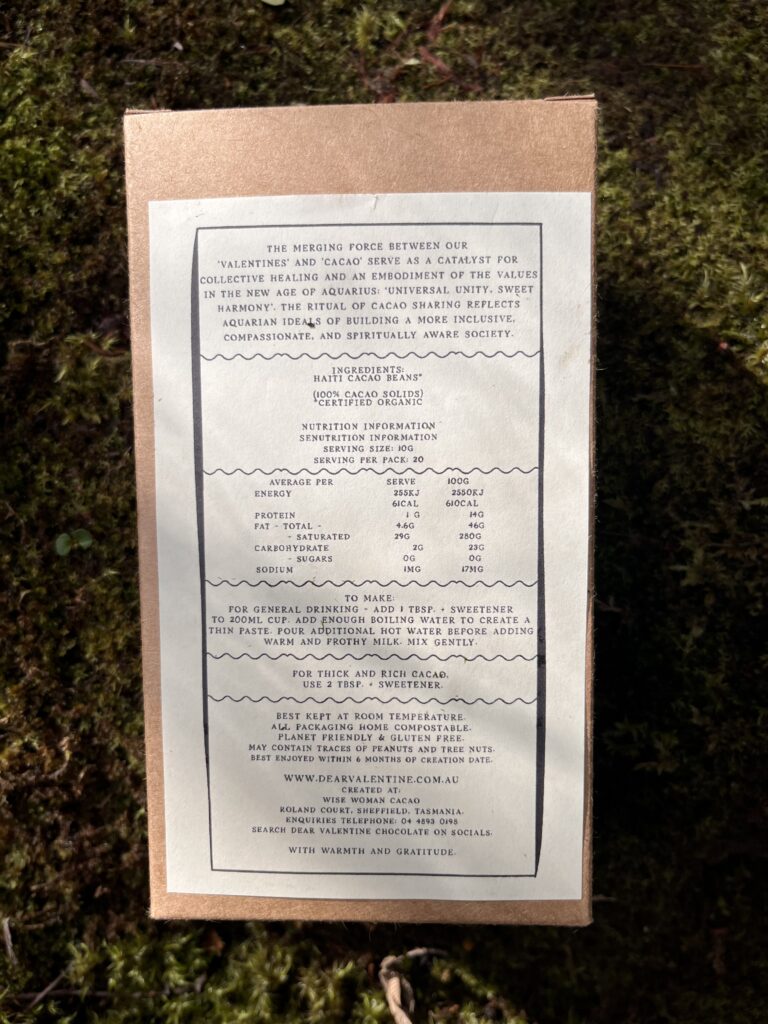 THE MERGING FORCE BETWEEN OUR
'VALENTINES' AND 'CACAO' SERVE AS A CATALYST FOR
COLLECTIVE HEALING AND AN EMBODIMENT OF THE VALUES
IN THE NEW AGE OF AQUARIUS: 'UNIVERSAL UNITY, SWEET
HARMONY'. THE RITUAL OF CACAO SHARING REFLECTS
AQUARIAN IDEALS OF BUILDING A MORE INCLUSIVE,
COMPASSIONATE, AND SPIRITUALLY AWARE SOCIETY.
INGREDIENTS:
HAITI CACAO BEANS*
(100% CACAO SOLIDS)
*CERTIFIED ORGANIC
NUTRITION INFORMATION
SENUTRITION INFORMATION
SERVING SIZE: 10G
SERVING PER PACK: 20
AVERAGE PER SERVE 100G
ENERGY 255KJ 2550KJ
61CAL 610CAL
PROTEIN 1 G 14G
FAT - TOTAL - 4.6G 46G
- SATURATED 29G 280G
CARBOHYDRATE 2G 23G
- SUGARS 0G 0G
SODIUM 1MG 17MG
TO MAKE:
FOR GENERAL DRINKING - ADD 1 TBSP. + SWEETENER
TO 200ML CUP. ADD ENOUGH BOILING WATER TO CREATE A
THIN PASTE. POUR ADDITIONAL HOT WATER BEFORE ADDING
WARM AND FROTHY MILK. MIX GENTLY.
FOR THICK AND RICH CACAO,
USE 2 TBSP. + SWEETENER.
BEST KEPT AT ROOM TEMPERATURE.
ALL PACKAGING HOME COMPOSTABLE.
PLANET FRIENDLY & GLUTEN FREE.
MAY CONTAIN TRACES OF PEANUTS AND TREE NUTS.
BEST ENJOYED WITHIN 6 MONTHS OF CREATION DATE.
WWW.DEARVALENTINE.COM.AU
CREATED AT:
WISE WOMAN CACAO
ROLAND COURT, SHEFFIELD, TASMANIA.
ENQUIRIES TELEPHONE: 04 4893 0198
SEARCH DEAR VALENTINE CHOCOLATE ON SOCIALS.
WITH WARMTH AND GRATITUDE.